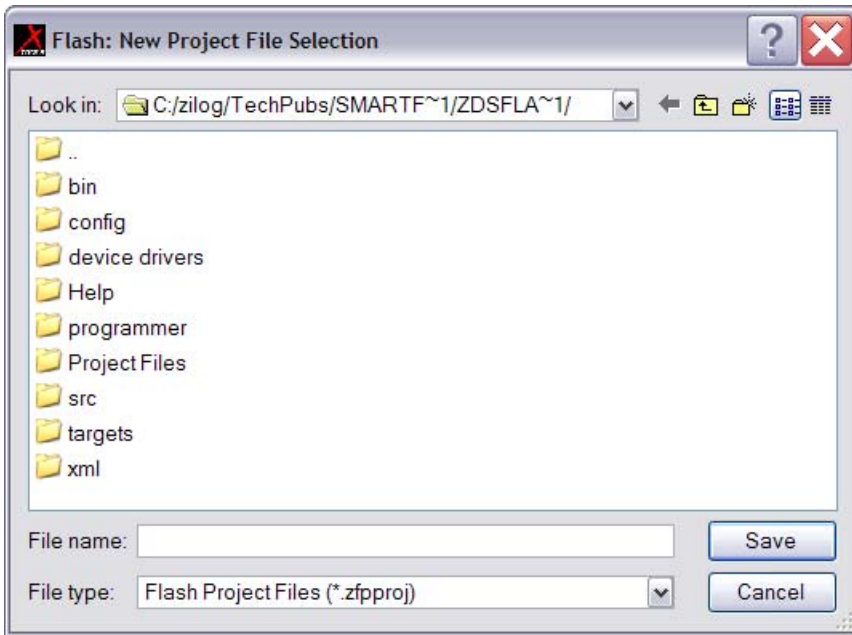 Flash: New Project File Selection
Look in: C:/zilog/TechPubs/SMARTF~1/ZDSFLA~1/
..
bin
config
device drivers
Help
programmer
Project Files
src
targets
xml
File name: Save
File type: Flash Project Files (*.zfpproj) Cancel